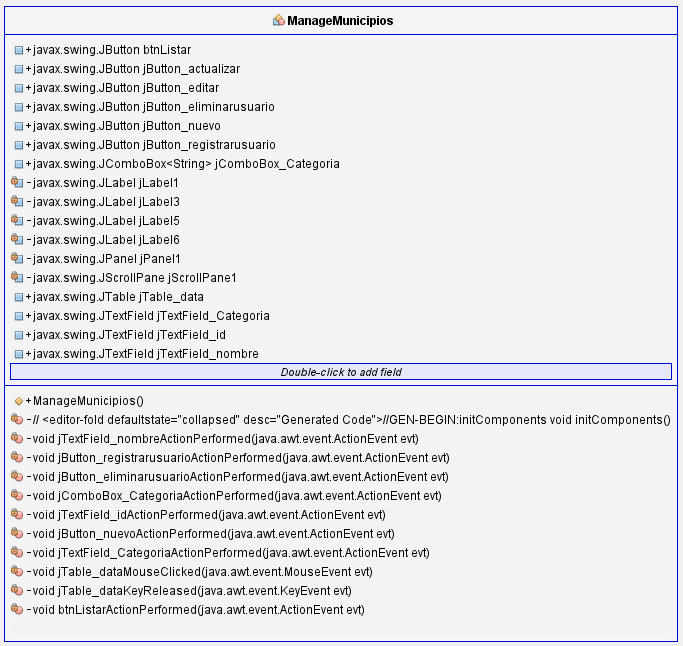 ManageMunicipios
+javax.swing.JButton btnListar
+javax.swing.JButton jButton_actualizar
+javax.swing.JButton jButton_editar
+javax.swing.JButton jButton_eliminarusuario
+javax.swing.JButton jButton_nuevo
+javax.swing.JButton jButton_registrarusuario
+javax.swing.JComboBox<String> jComboBox_Categoria
-javax.swing.JLabel jLabel1
-javax.swing.JLabel jLabel3
-javax.swing.JLabel jLabel5
-javax.swing.JLabel jLabel6
-javax.swing.JPanel jPanel1
-javax.swing.JScrollPane jScrollPane1
+javax.swing.JTable jTable_data
+javax.swing.JTextField jTextField_Categoria
+javax.swing.JTextField jTextField_id
+javax.swing.JTextField jTextField_nombre
Double-click to add field
+ManageMunicipios()
-// <editor-fold defaultstate="collapsed" desc="Generated Code">//GEN-BEGIN:initComponents void initComponents()
-void jTextField_nombreActionPerformed(java.awt.event.ActionEvent evt)
-void jButton_registrarusuarioActionPerformed(java.awt.event.ActionEvent evt)
-void jButton_eliminarusuarioActionPerformed(java.awt.event.ActionEvent evt)
-void jComboBox_CategoriaActionPerformed(java.awt.event.ActionEvent evt)
-void jTextField_idActionPerformed(java.awt.event.ActionEvent evt)
-void jButton_nuevoActionPerformed(java.awt.event.ActionEvent evt)
-void jTextField_CategoriaActionPerformed(java.awt.event.ActionEvent evt)
-void jTable_dataMouseClicked(java.awt.event.MouseEvent evt)
-void jTable_dataKeyReleased(java.awt.event.KeyEvent evt)
-void btnListarActionPerformed(java.awt.event.ActionEvent evt)